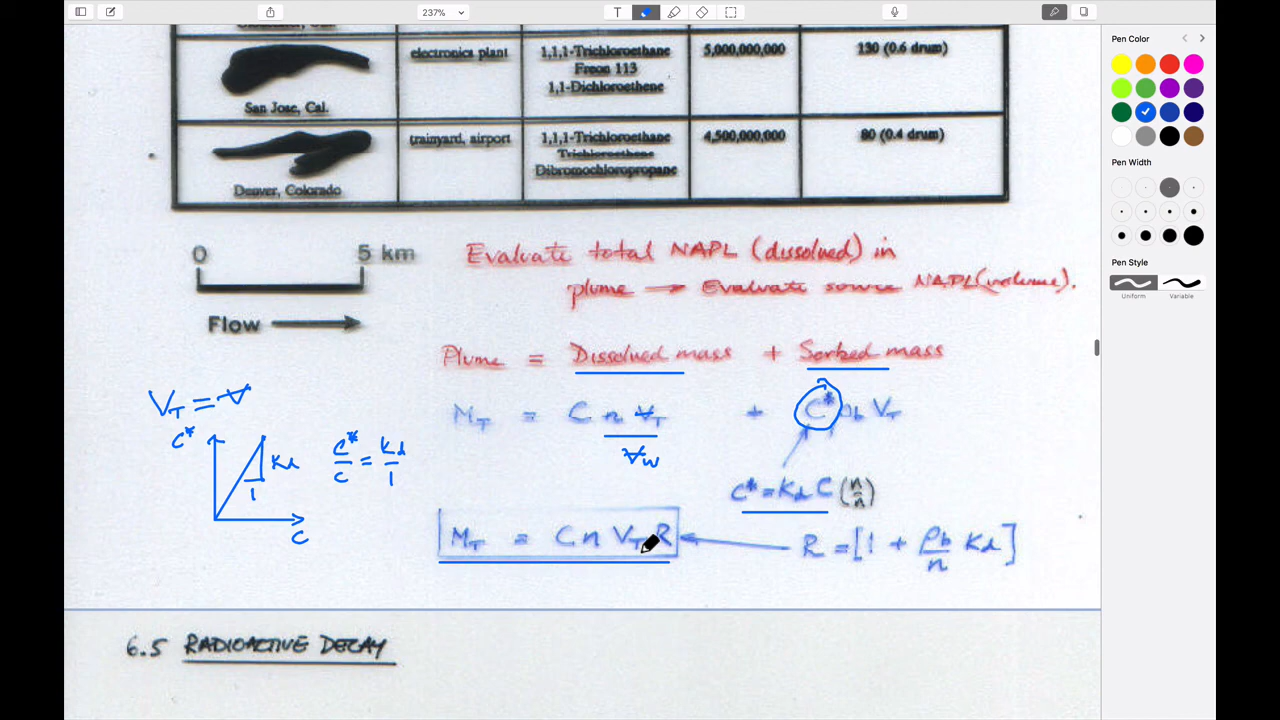 237%
T
Pen Color
Pen Width
Pen Style
Uniform Variable
electronics plant
1,1,1-Trichloroethane
Freon 113
1,1-Dichloroethene
5,000,000,000
130 (0.6 drum)
San Jose, Cal.
trainyard, airport
1,1,1-Trichloroethane
Trichloroethene
Dibromochloropropane
4,500,000,000
80 (0.4 drum)
Denver, Colorado
0 5 km
Flow
Evaluate total NAPL (dissolved) in
plume → Evaluate source NAPL (volume).
Plume = Dissolved mass + Sorbed mass
V_T = V
M_T = C n V_T + C* ρ_b V_T
V_w
C*
Kd
1
C
C*/C = Kd/1
C* = Kd C (n/n)
M_T = C n V_T R
R = [1 + ρb/n Kd]
6.5 RADIOACTIVE DECAY